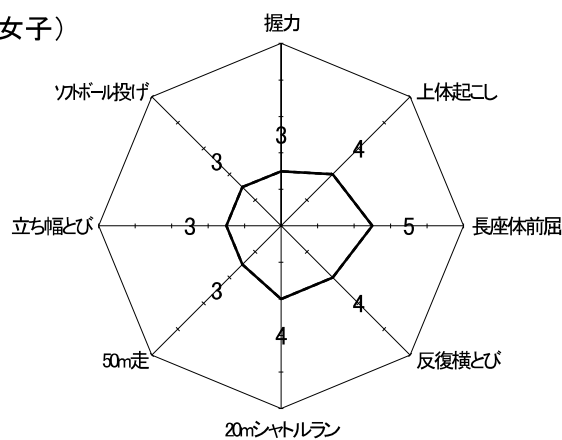 女子）
握力
上体起こし
ソフトボール投げ
3
3
4
立ち幅とび
3
5
長座体前屈
3
4
4
50m走
反復横とび
20mシャトルラン